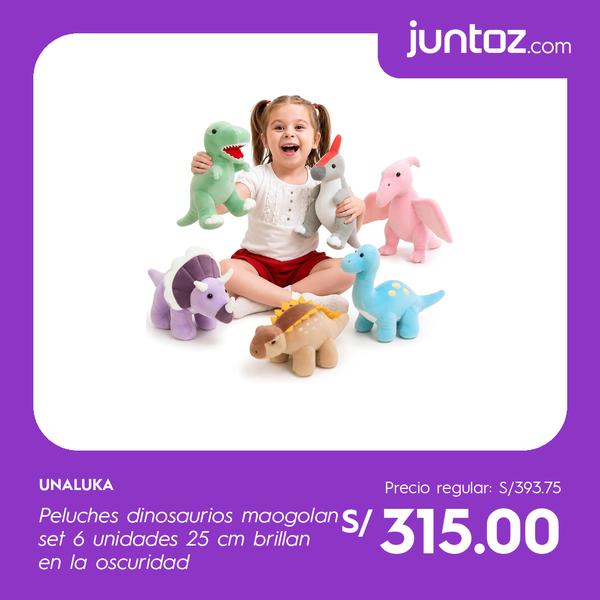 juntoz.com
UNALUKA
Peluches dinosaurios maogolan
set 6 unidades 25 cm brillan
en la oscuridad
Precio regular: S/393.75
S/ 315.00